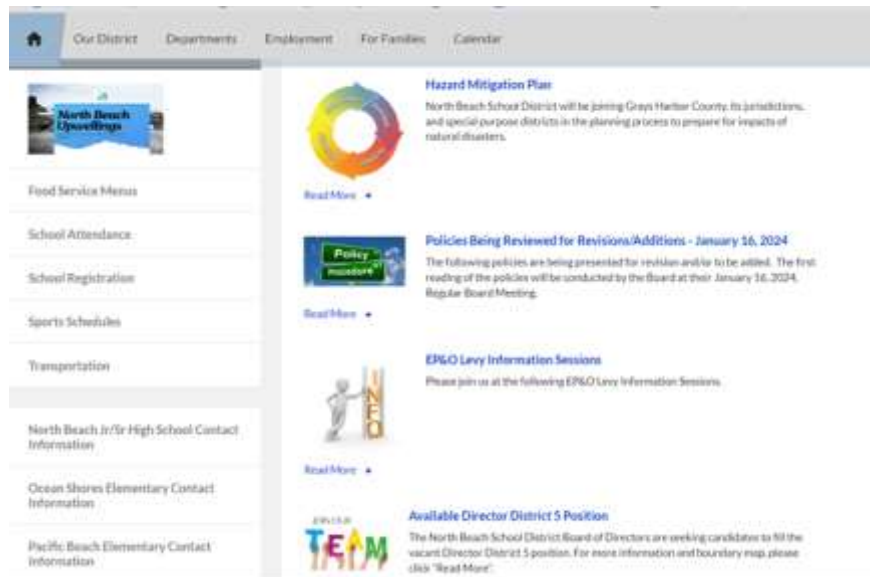 Our District Departments Employment For Families Calendar
North Beach
Upwellings
Food Service Menus
School Attendance
School Registration
Sports Schedules
Transportation
North Beach Jr/Sr High School Contact
Information
Ocean Shores Elementary Contact
Information
Pacific Beach Elementary Contact
Information
Hazard Mitigation Plan
North Beach School District will be joining Grays Harbor County, its jurisdictions,
and special purpose districts in the planning process to prepare for impacts of
natural disasters.
Read More
Policy
Procedure
Policies Being Reviewed for Revisions/Additions - January 16, 2024
The following policies are being presented for revision and/or to be added. The first
reading of the policies will be conducted by the Board at their January 16, 2024,
Regular Board Meeting.
Read More
INFO
EP&O Levy Information Sessions
Please join us at the following EP&O Levy Information Sessions.
Read More
JOIN OUR
TEAM
Available Director District 5 Position
The North Beach School District Board of Directors are seeking candidates to fill the
vacant Director District 5 position. For more information and boundary map, please
click "Read More".